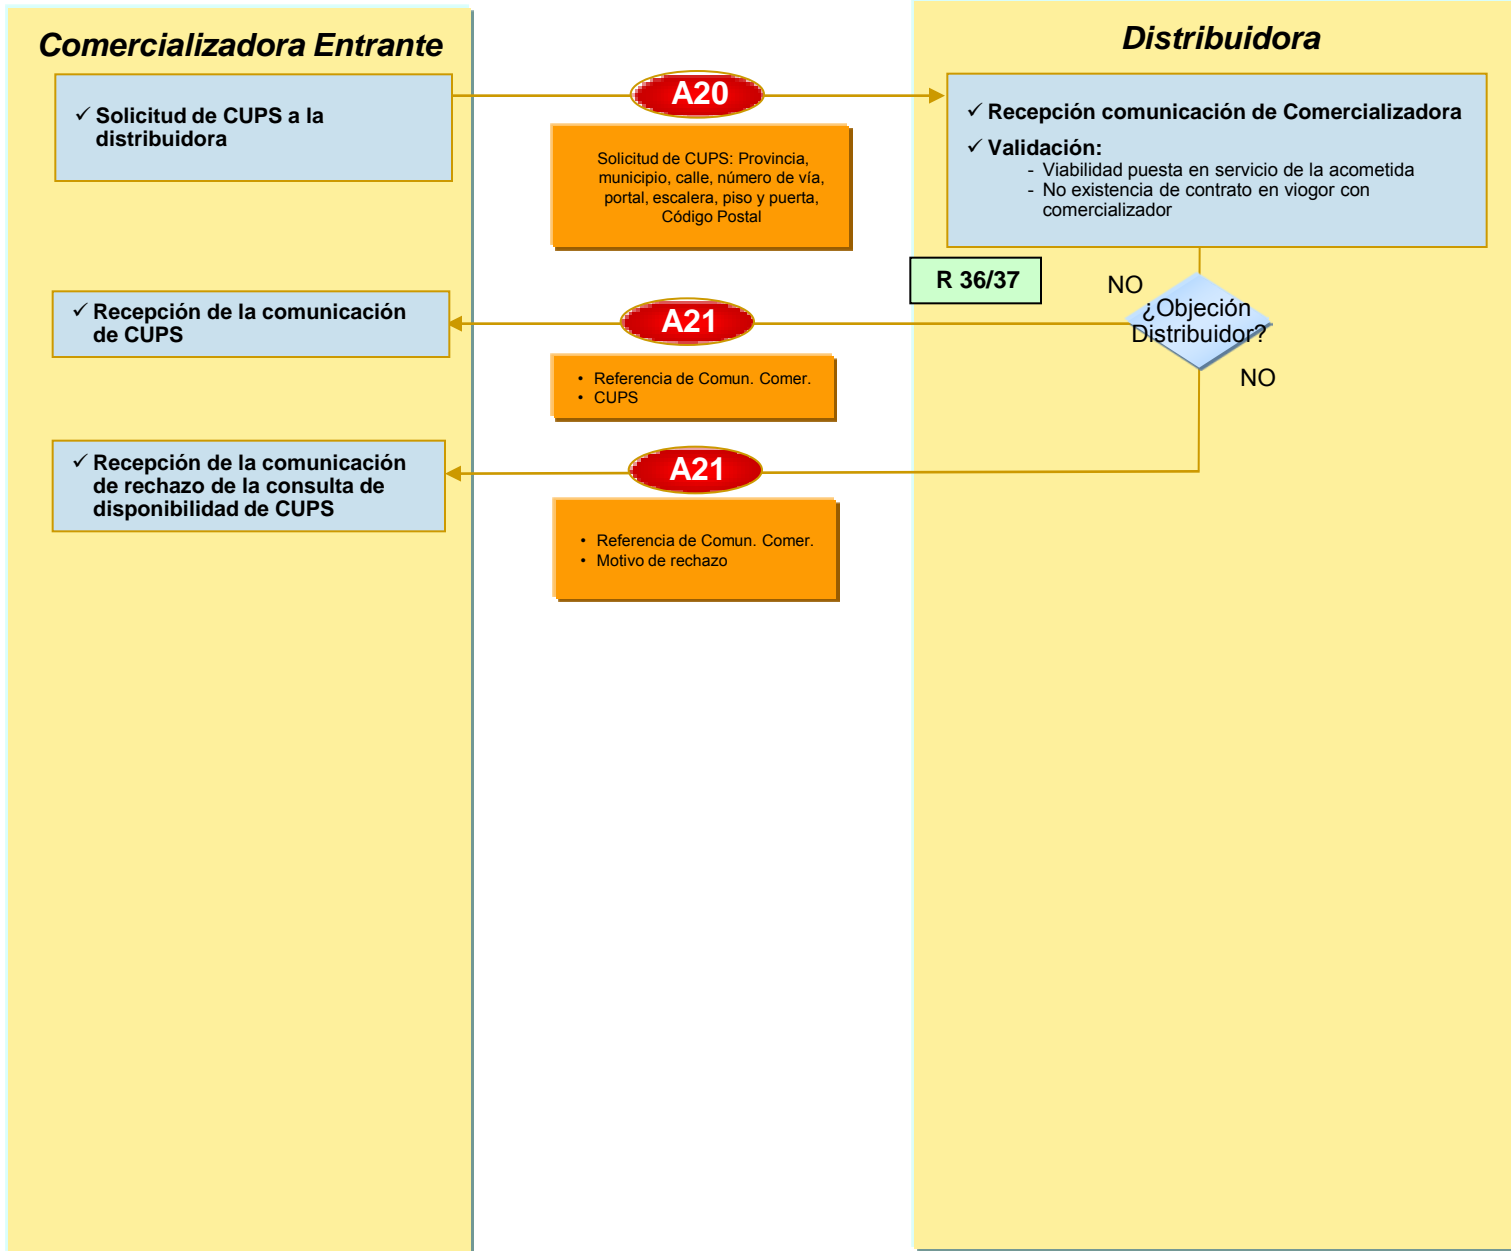 Comercializadora Entrante
Distribuidora
✓ Solicitud de CUPS a la
distribuidora
A20
Solicitud de CUPS: Provincia,
municipio, calle, número de vía,
portal, escalera, piso y puerta,
Código Postal
✓ Recepción comunicación de Comercializadora
✓ Validación:
- Viabilidad puesta en servicio de la acometida
- No existencia de contrato en viogor con
comercializador
R 36/37
NO
¿Objeción
Distribuidor?
NO
✓ Recepción de la comunicación
de CUPS
A21
• Referencia de Comun. Comer.
• CUPS
✓ Recepción de la comunicación
de rechazo de la consulta de
disponibilidad de CUPS
A21
• Referencia de Comun. Comer.
• Motivo de rechazo